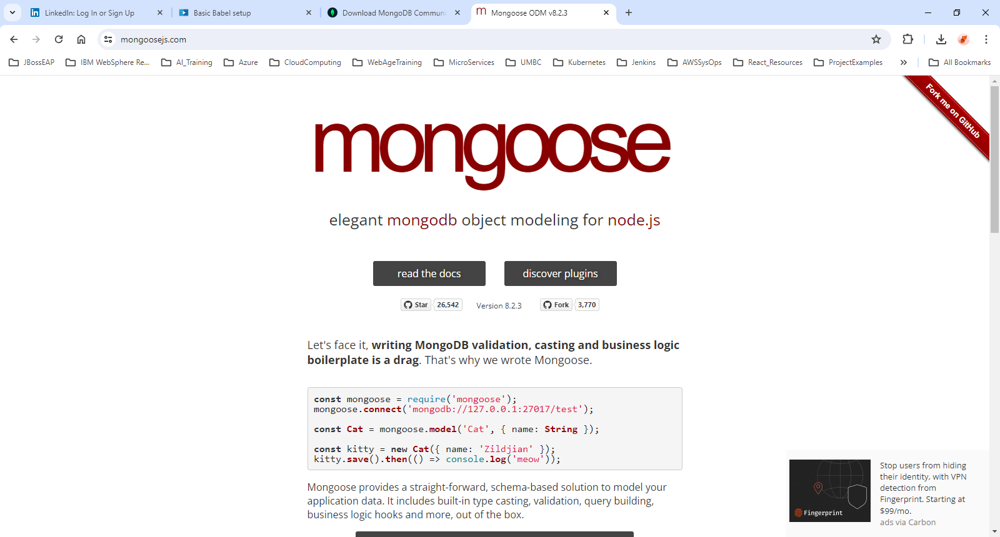 LinkedIn: Log In or Sign Up
Basic Babel setup
Download MongoDB Communi
Mongoose ODM v8.2.3
mongoosejs.com
JBossEAP
IBM WebSphere Re...
AI_Training
Azure
CloudComputing
WebAgeTraining
MicroServices
UMBC
Kubernetes
Jenkins
AWSSysOps
React_Resources
ProjectExamples
All Bookmarks
Fork me on GitHub
mongoose
elegant mongodb object modeling for node.js
read the docs
discover plugins
Star 26,542
Version 8.2.3
Fork 3,770
Let's face it, writing MongoDB validation, casting and business logic
boilerplate is a drag. That's why we wrote Mongoose.
const mongoose = require('mongoose');
mongoose.connect('mongodb://127.0.0.1:27017/test');
const Cat = mongoose.model('Cat', { name: String });
const kitty = new Cat({ name: 'Zildjian' });
kitty.save().then(() => console.log('meow'));
Mongoose provides a straight-forward, schema-based solution to model your
application data. It includes built-in type casting, validation, query building,
business logic hooks and more, out of the box.
Fingerprint
Stop users from hiding
their identity, with VPN
detection from
Fingerprint. Starting at
$99/mo.
ads via Carbon